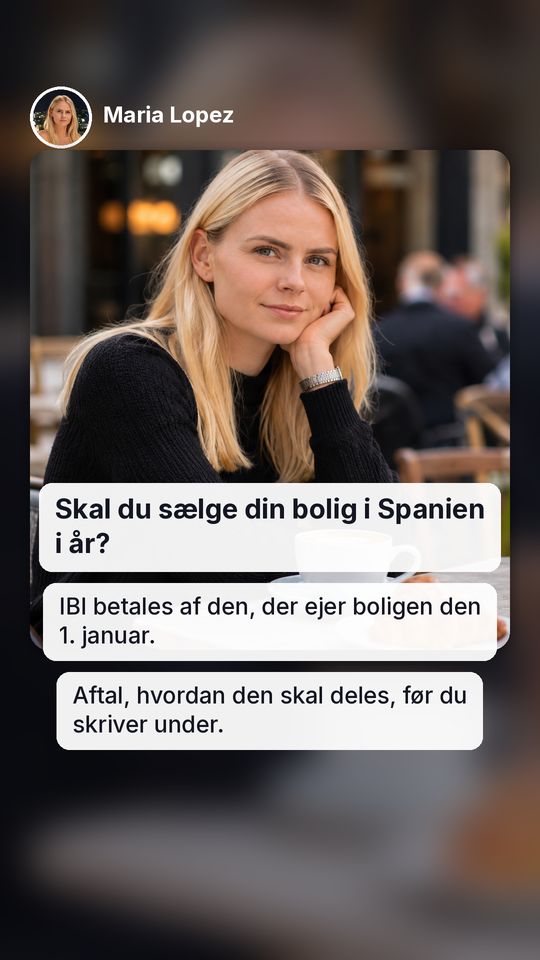 Maria Lopez
Skal du sælge din bolig i Spanien
i år?
IBI betales af den, der ejer boligen den
1. januar.
Aftal, hvordan den skal deles, før du
skriver under.